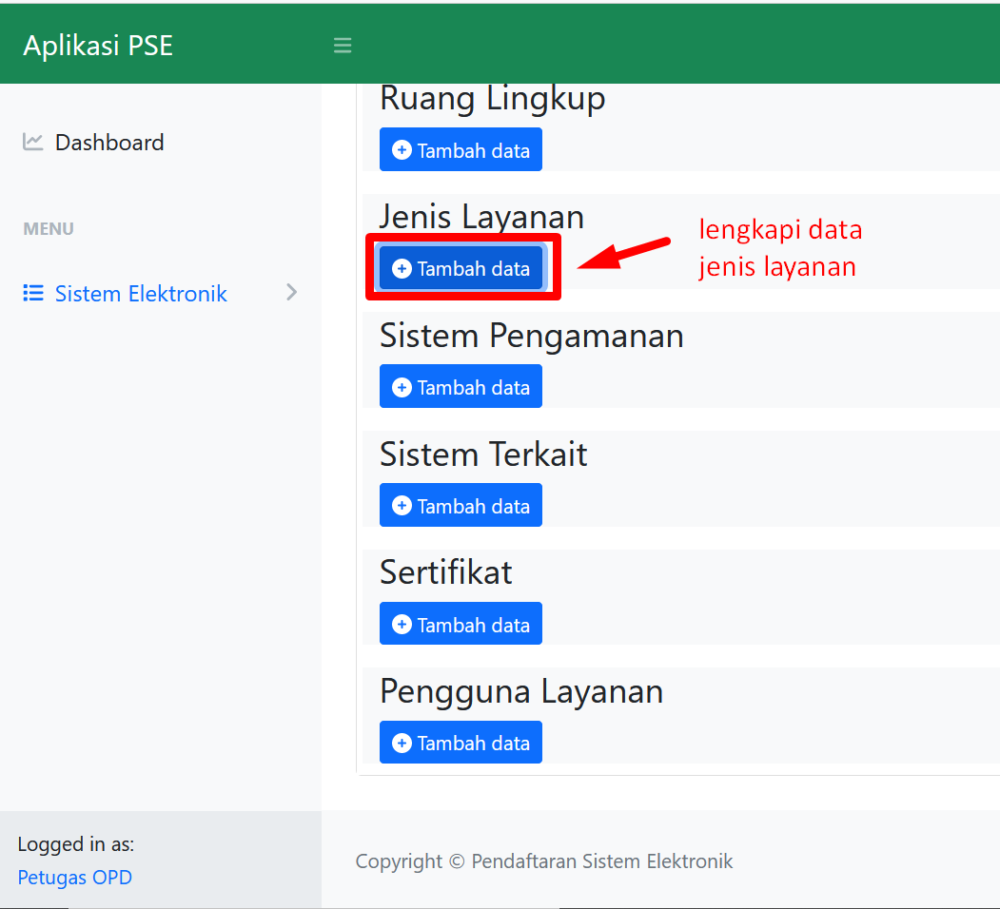 Aplikasi PSE
Dashboard
MENU
Sistem Elektronik
Ruang Lingkup
Tambah data
Jenis Layanan
Tambah data
lengkapi data
jenis layanan
Sistem Pengamanan
Tambah data
Sistem Terkait
Tambah data
Sertifikat
Tambah data
Pengguna Layanan
Tambah data
Logged in as:
Petugas OPD
Copyright © Pendaftaran Sistem Elektronik